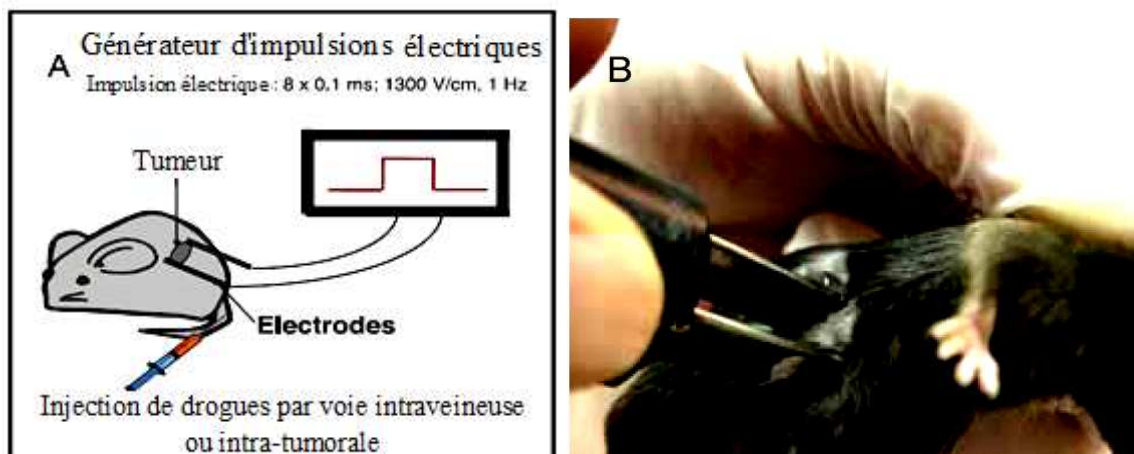 A
Générateur d'impulsions électriques
Impulsion électrique : 8 x 0.1 ms; 1300 V/cm, 1 Hz
Tumeur
Electrodes
Injection de drogues par voie intraveineuse
ou intra-tumorale
B